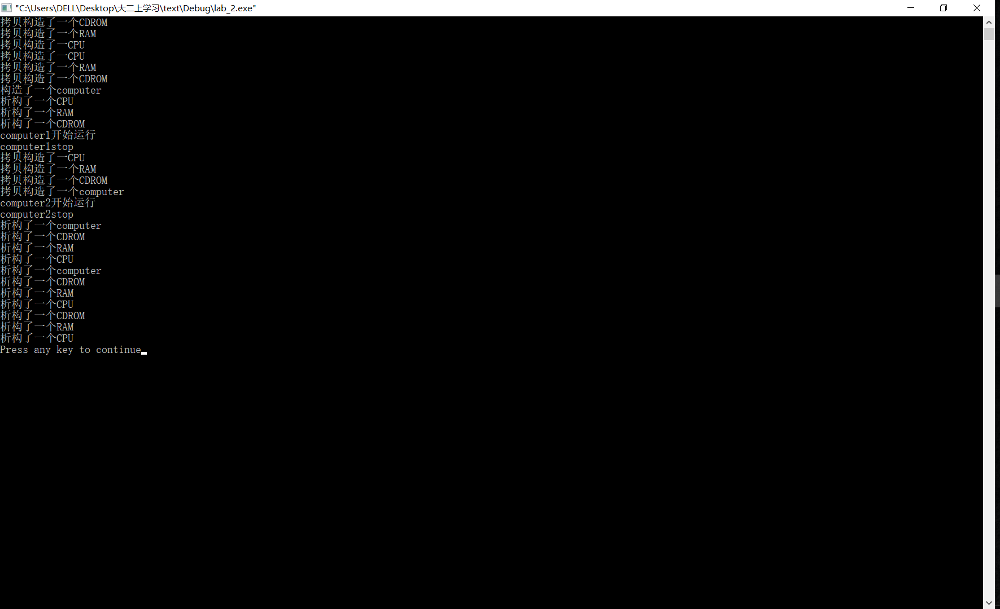 "C:\Users\DELL\Desktop\大二上学习\text\Debug\lab_2.exe"
拷贝构造了一个CDROM
拷贝构造了一个RAM
拷贝构造了一CPU
拷贝构造了一CPU
拷贝构造了一个RAM
拷贝构造了一个CDROM
构造了一个computer
析构了一个CPU
析构了一个RAM
析构了一个CDROM
computer1开始运行
computer1stop
拷贝构造了一CPU
拷贝构造了一个RAM
拷贝构造了一个CDROM
拷贝构造了一个computer
computer2开始运行
computer2stop
析构了一个computer
析构了一个CDROM
析构了一个RAM
析构了一个CPU
析构了一个computer
析构了一个CDROM
析构了一个RAM
析构了一个CPU
析构了一个CDROM
析构了一个RAM
析构了一个CPU
Press any key to continue